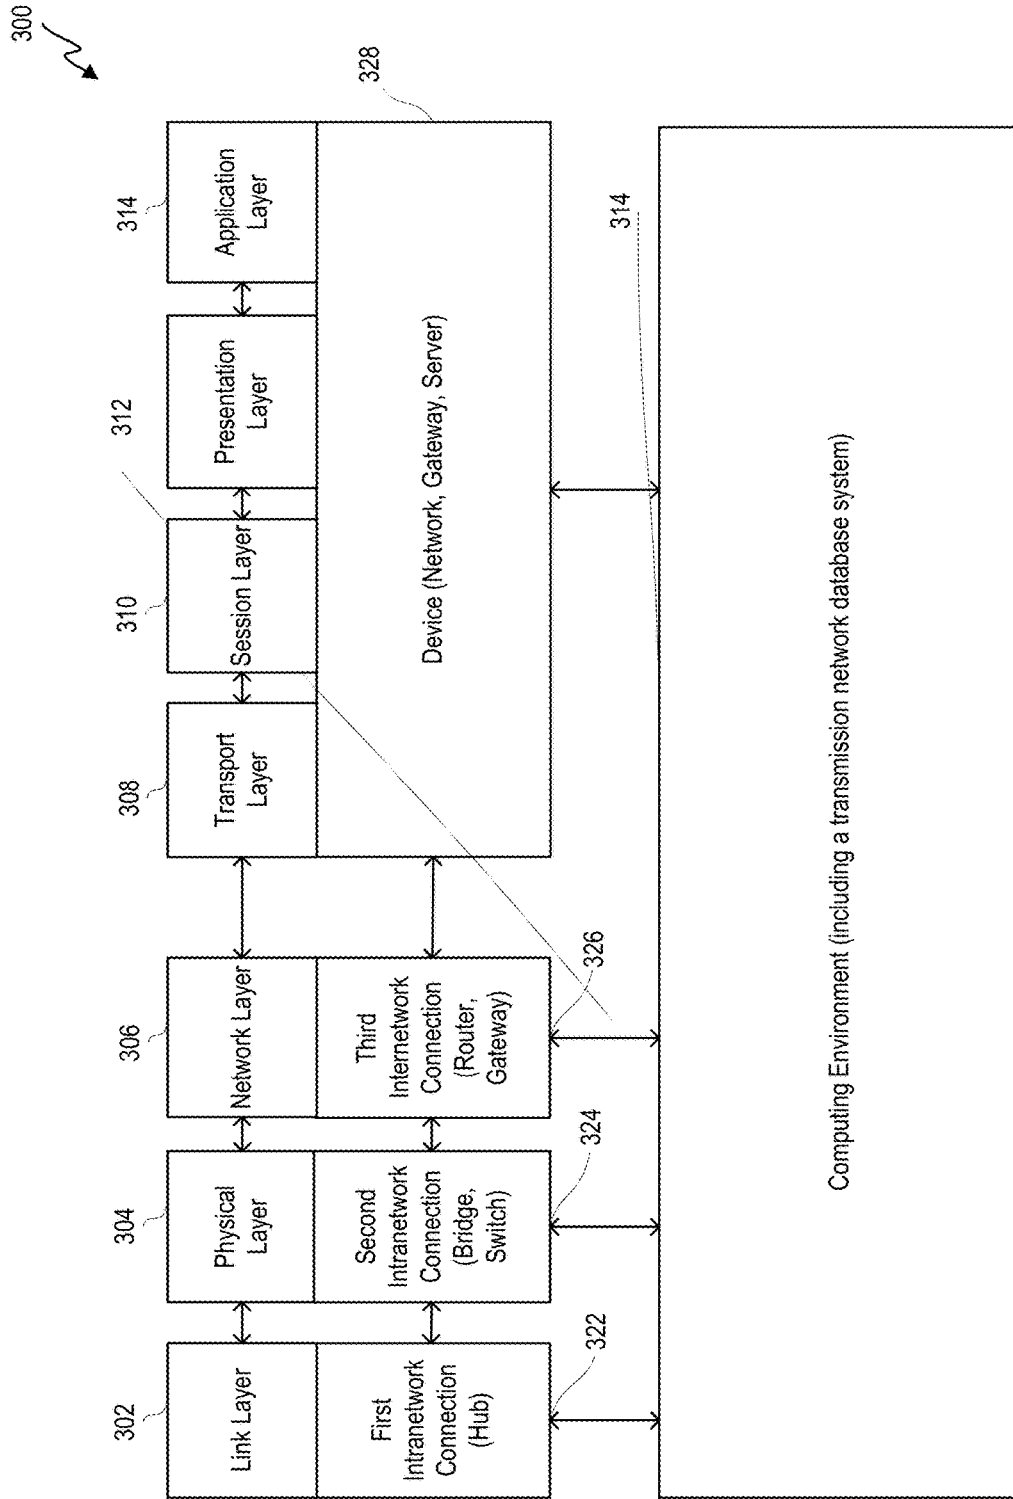 300
302
Link Layer
304
Physical
Layer
306
Network Layer
308
Transport
Layer
310
Session Layer
312
Presentation
Layer
314
Application
Layer
First
Intranetwork
Connection
(Hub)
Second
Intranetwork
Connection
(Bridge,
Switch)
Third
Internetwork
Connection
(Router,
Gateway)
Device (Network, Gateway, Server)
328
322
324
326
314
Computing Environment (including a transmission network database system)